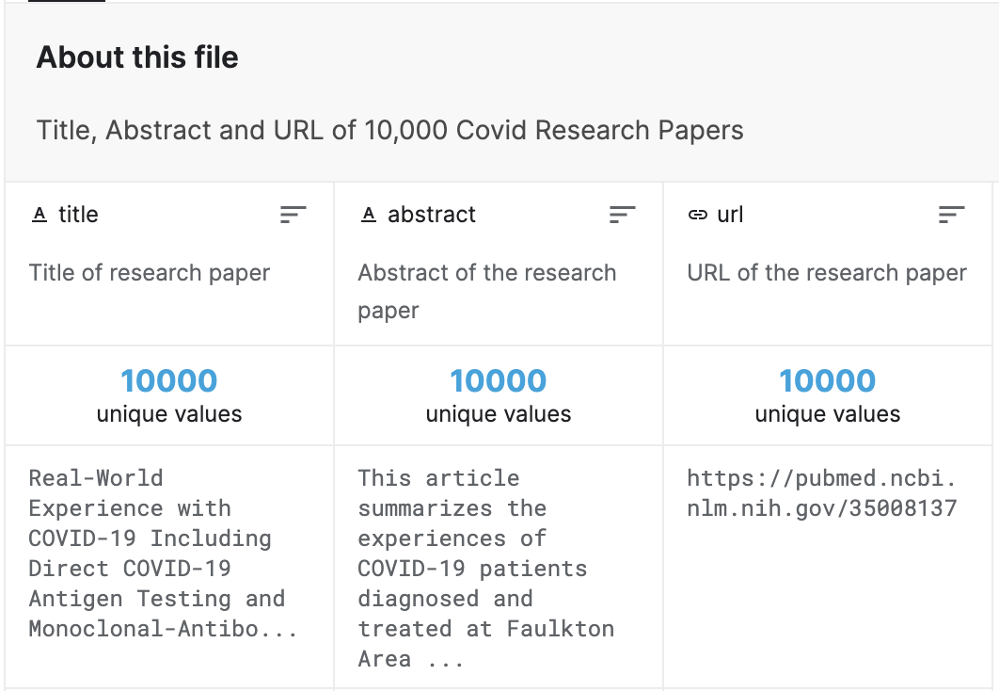 About this file
Title, Abstract and URL of 10,000 Covid Research Papers
A title
A abstract
url
Title of research paper
Abstract of the research
paper
URL of the research paper
10000
unique values
10000
unique values
10000
unique values
Real-World
Experience with
COVID-19 Including
Direct COVID-19
Antigen Testing and
Monoclonal-Antibo...
This article
summarizes the
experiences of
COVID-19 patients
diagnosed and
treated at Faulkton
Area ...
https://pubmed.ncbi.
nlm.nih.gov/35008137